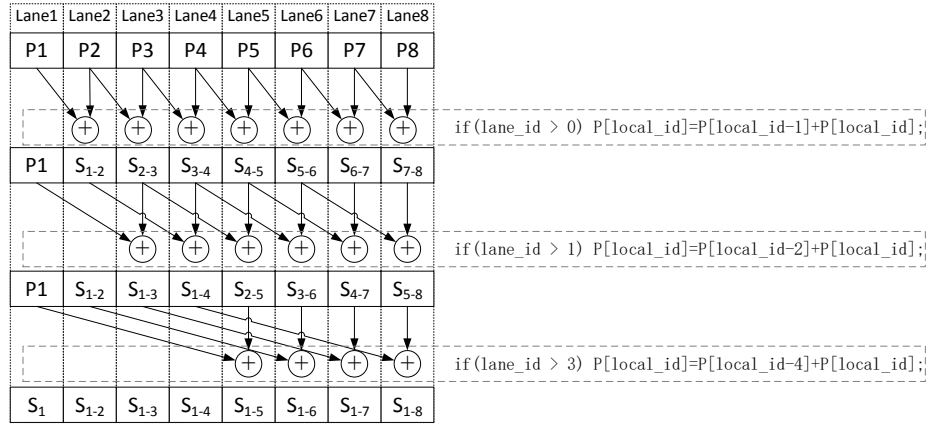 Lane1 Lane2 Lane3 Lane4 Lane5 Lane6 Lane7 Lane8
P1 P2 P3 P4 P5 P6 P7 P8
+ + + + + + + if(lane_id > 0) P[local_id]=P[local_id-1]+P[local_id];
P1 S1-2 S2-3 S3-4 S4-5 S5-6 S6-7 S7-8
+ + + + + + if(lane_id > 1) P[local_id]=P[local_id-2]+P[local_id];
P1 S1-2 S1-3 S1-4 S2-5 S3-6 S4-7 S5-8
+ + + + if(lane_id > 3) P[local_id]=P[local_id-4]+P[local_id];
S1 S1-2 S1-3 S1-4 S1-5 S1-6 S1-7 S1-8